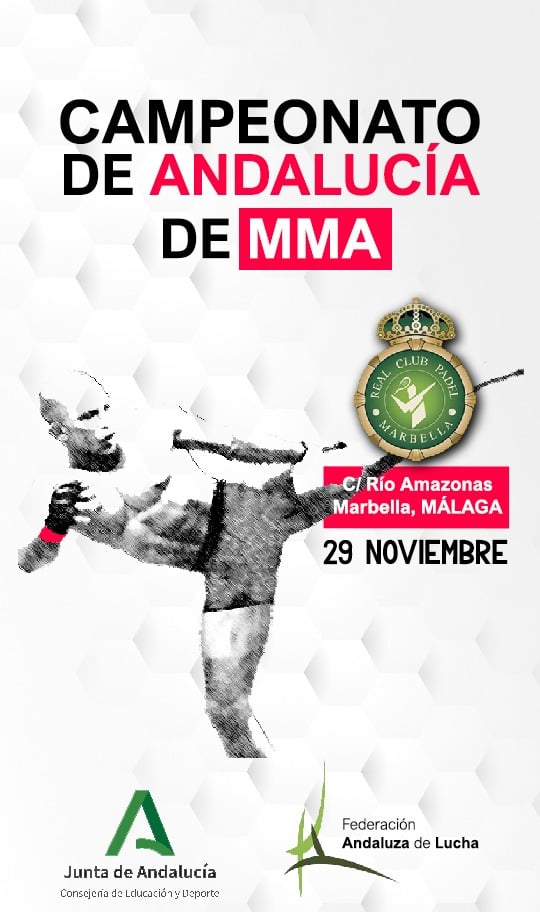 CAMPEONATO
DE ANDALUCÍA
DE MMA
REAL CLUB PADEL
MARBELLA
C/ Río Amazonas
Marbella, MÁLAGA
29 NOVIEMBRE
Junta de Andalucía
Consejería de Educación y Deporte
Federación
Andaluza de Lucha